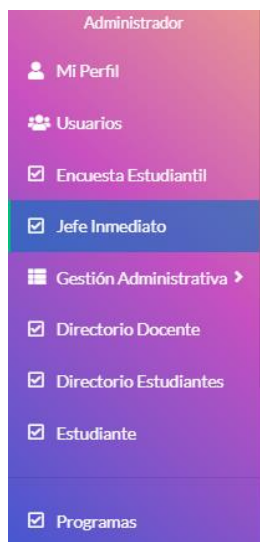 Administrador
Mi Perfil
Usuarios
Encuesta Estudiantil
Jefe Inmediato
Gestión Administrativa
Directorio Docente
Directorio Estudiantes
Estudiante
Programas